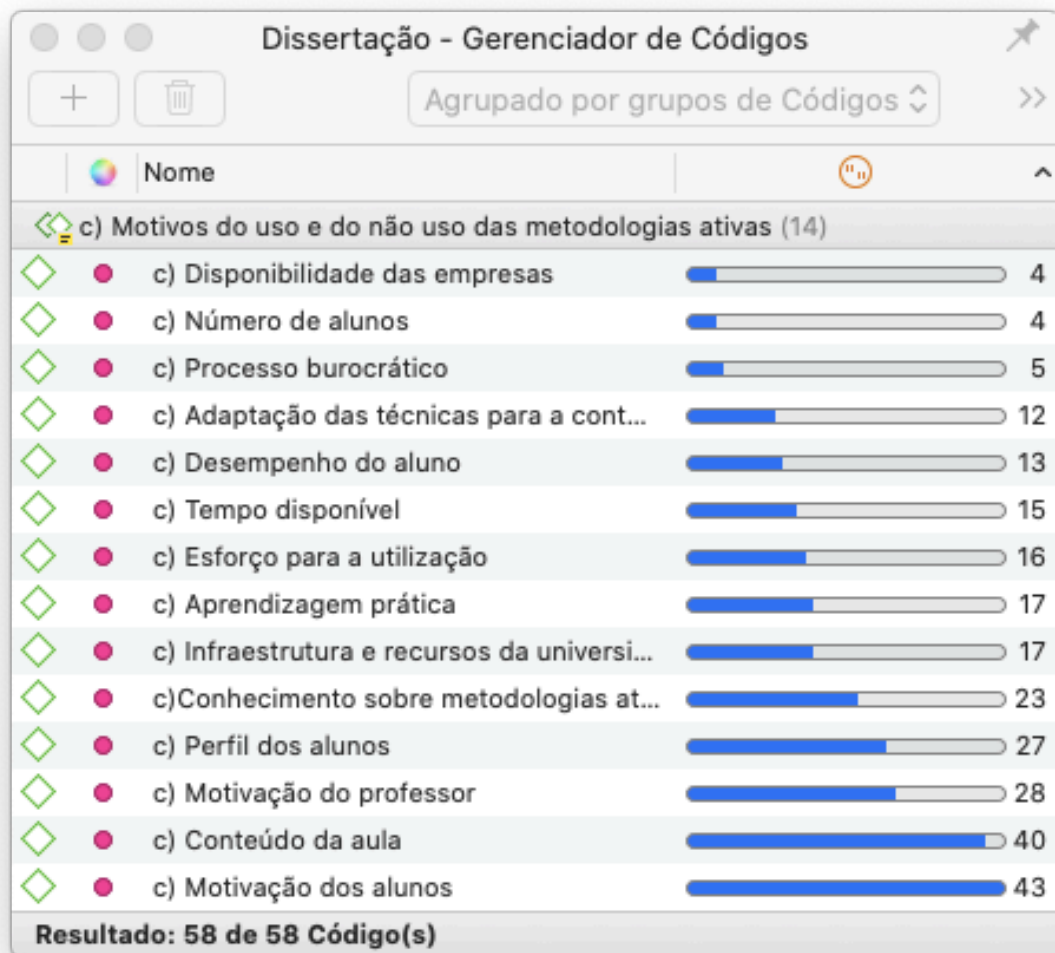 Dissertação - Gerenciador de Códigos
Agrupado por grupos de Códigos
Nome
c) Motivos do uso e do não uso das metodologias ativas (14)
c) Disponibilidade das empresas 4
c) Número de alunos 4
c) Processo burocrático 5
c) Adaptação das técnicas para a cont... 12
c) Desempenho do aluno 13
c) Tempo disponível 15
c) Esforço para a utilização 16
c) Aprendizagem prática 17
c) Infraestrutura e recursos da universi... 17
c)Conhecimento sobre metodologias at... 23
c) Perfil dos alunos 27
c) Motivação do professor 28
c) Conteúdo da aula 40
c) Motivação dos alunos 43
Resultado: 58 de 58 Código(s)